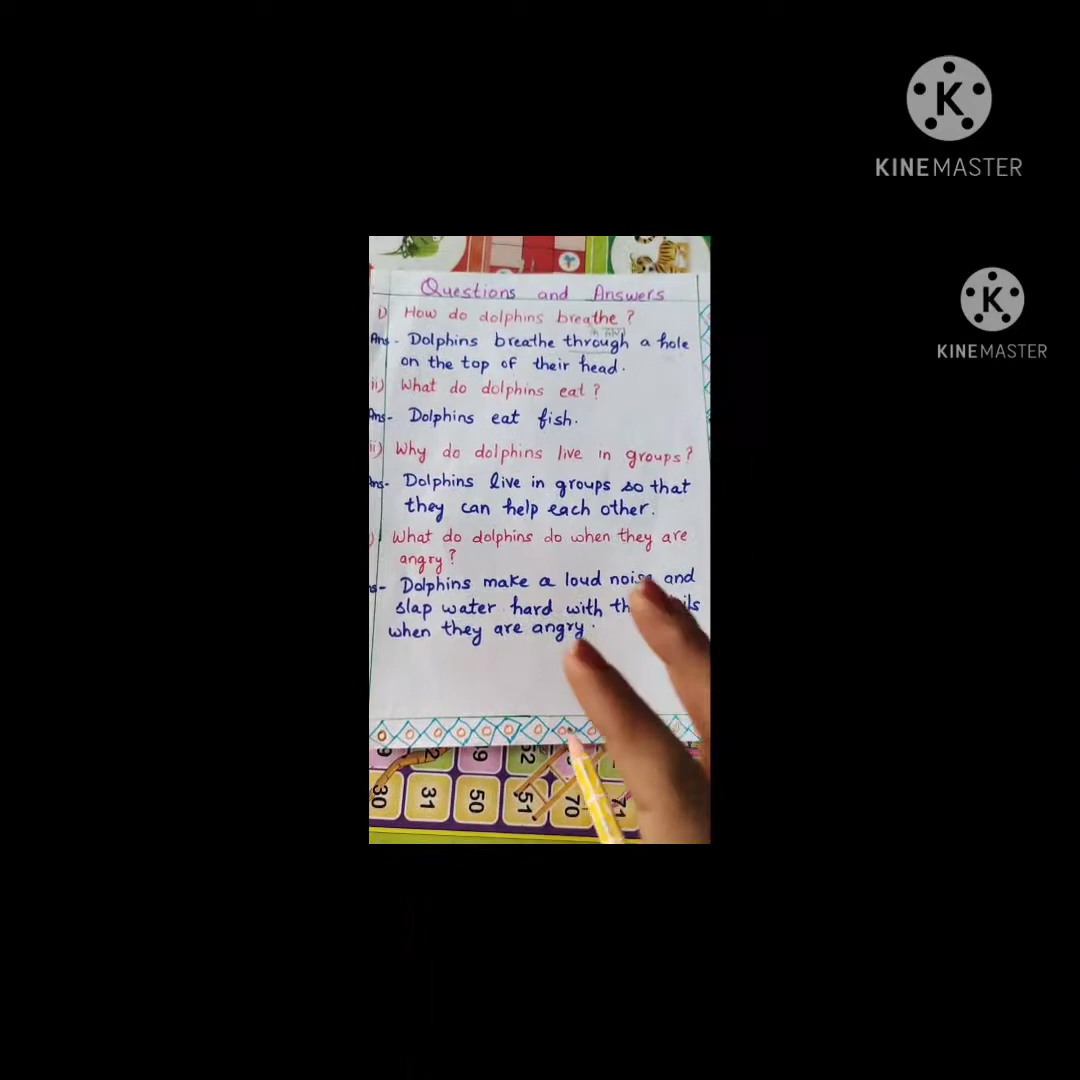 KINEMASTER
KINEMASTER
Questions and Answers
i) How do dolphins breathe ?
Ans - Dolphins breathe through a hole
on the top of their head.
ii) What do dolphins eat ?
Ans- Dolphins eat fish.
ii) Why do dolphins live in groups?
Ans- Dolphins live in groups so that
they can help each other.
) What do dolphins do when they are
angry?
s- Dolphins make a loud noise and
slap water hard with
when they are angry.
30 31 50 51 70 71